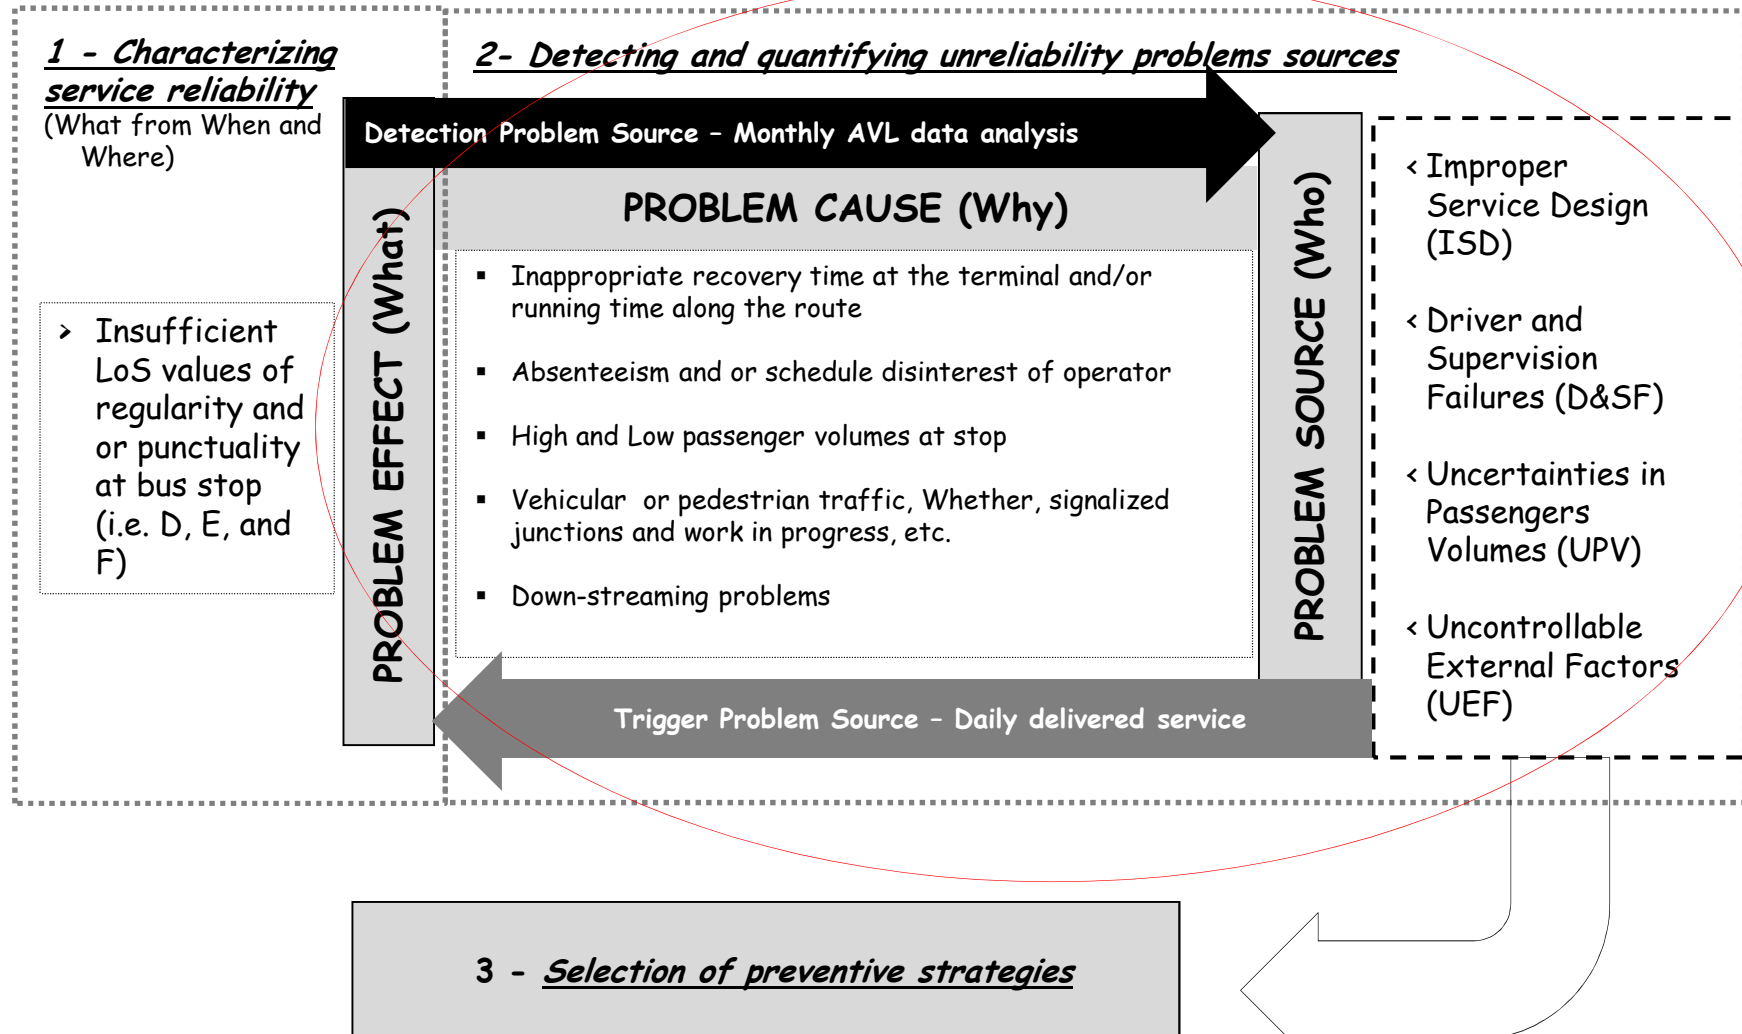 1 - Characterizing
service reliability
(What from When and
Where)
> Insufficient
LoS values of
regularity and
or punctuality
at bus stop
(i.e. D, E, and
F)
PROBLEM EFFECT (What)
2- Detecting and quantifying unreliability problems sources
Detection Problem Source – Monthly AVL data analysis
PROBLEM CAUSE (Why)
▪ Inappropriate recovery time at the terminal and/or
running time along the route
▪ Absenteeism and or schedule disinterest of operator
▪ High and Low passenger volumes at stop
▪ Vehicular or pedestrian traffic, Whether, signalized
junctions and work in progress, etc.
▪ Down-streaming problems
Trigger Problem Source – Daily delivered service
PROBLEM SOURCE (Who)
< Improper
Service Design
(ISD)
< Driver and
Supervision
Failures (D&SF)
< Uncertainties in
Passengers
Volumes (UPV)
< Uncontrollable
External Factors
(UEF)
3 - Selection of preventive strategies